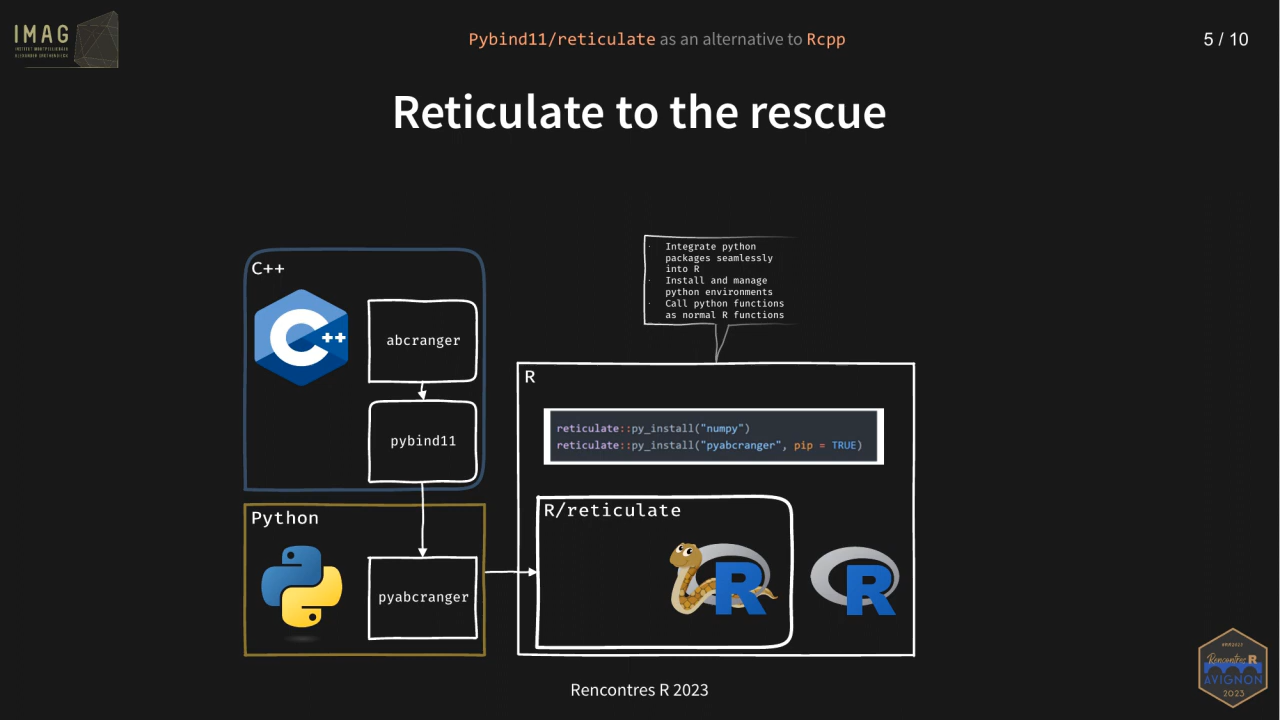 IMAG
Pybind11/reticulate as an alternative to Rcpp
5 / 10
Reticulate to the rescue
Integrate python
packages seamlessly
into R
Install and manage
python environments
Call python functions
as normal R functions
C++
abcranger
pybind11
Python
pyabcranger
R
reticulate::py_install("numpy")
reticulate::py_install("pyabcranger", pip = TRUE)
R/reticulate
Rencontres R 2023
Rencontres R
AVIGNON
2023